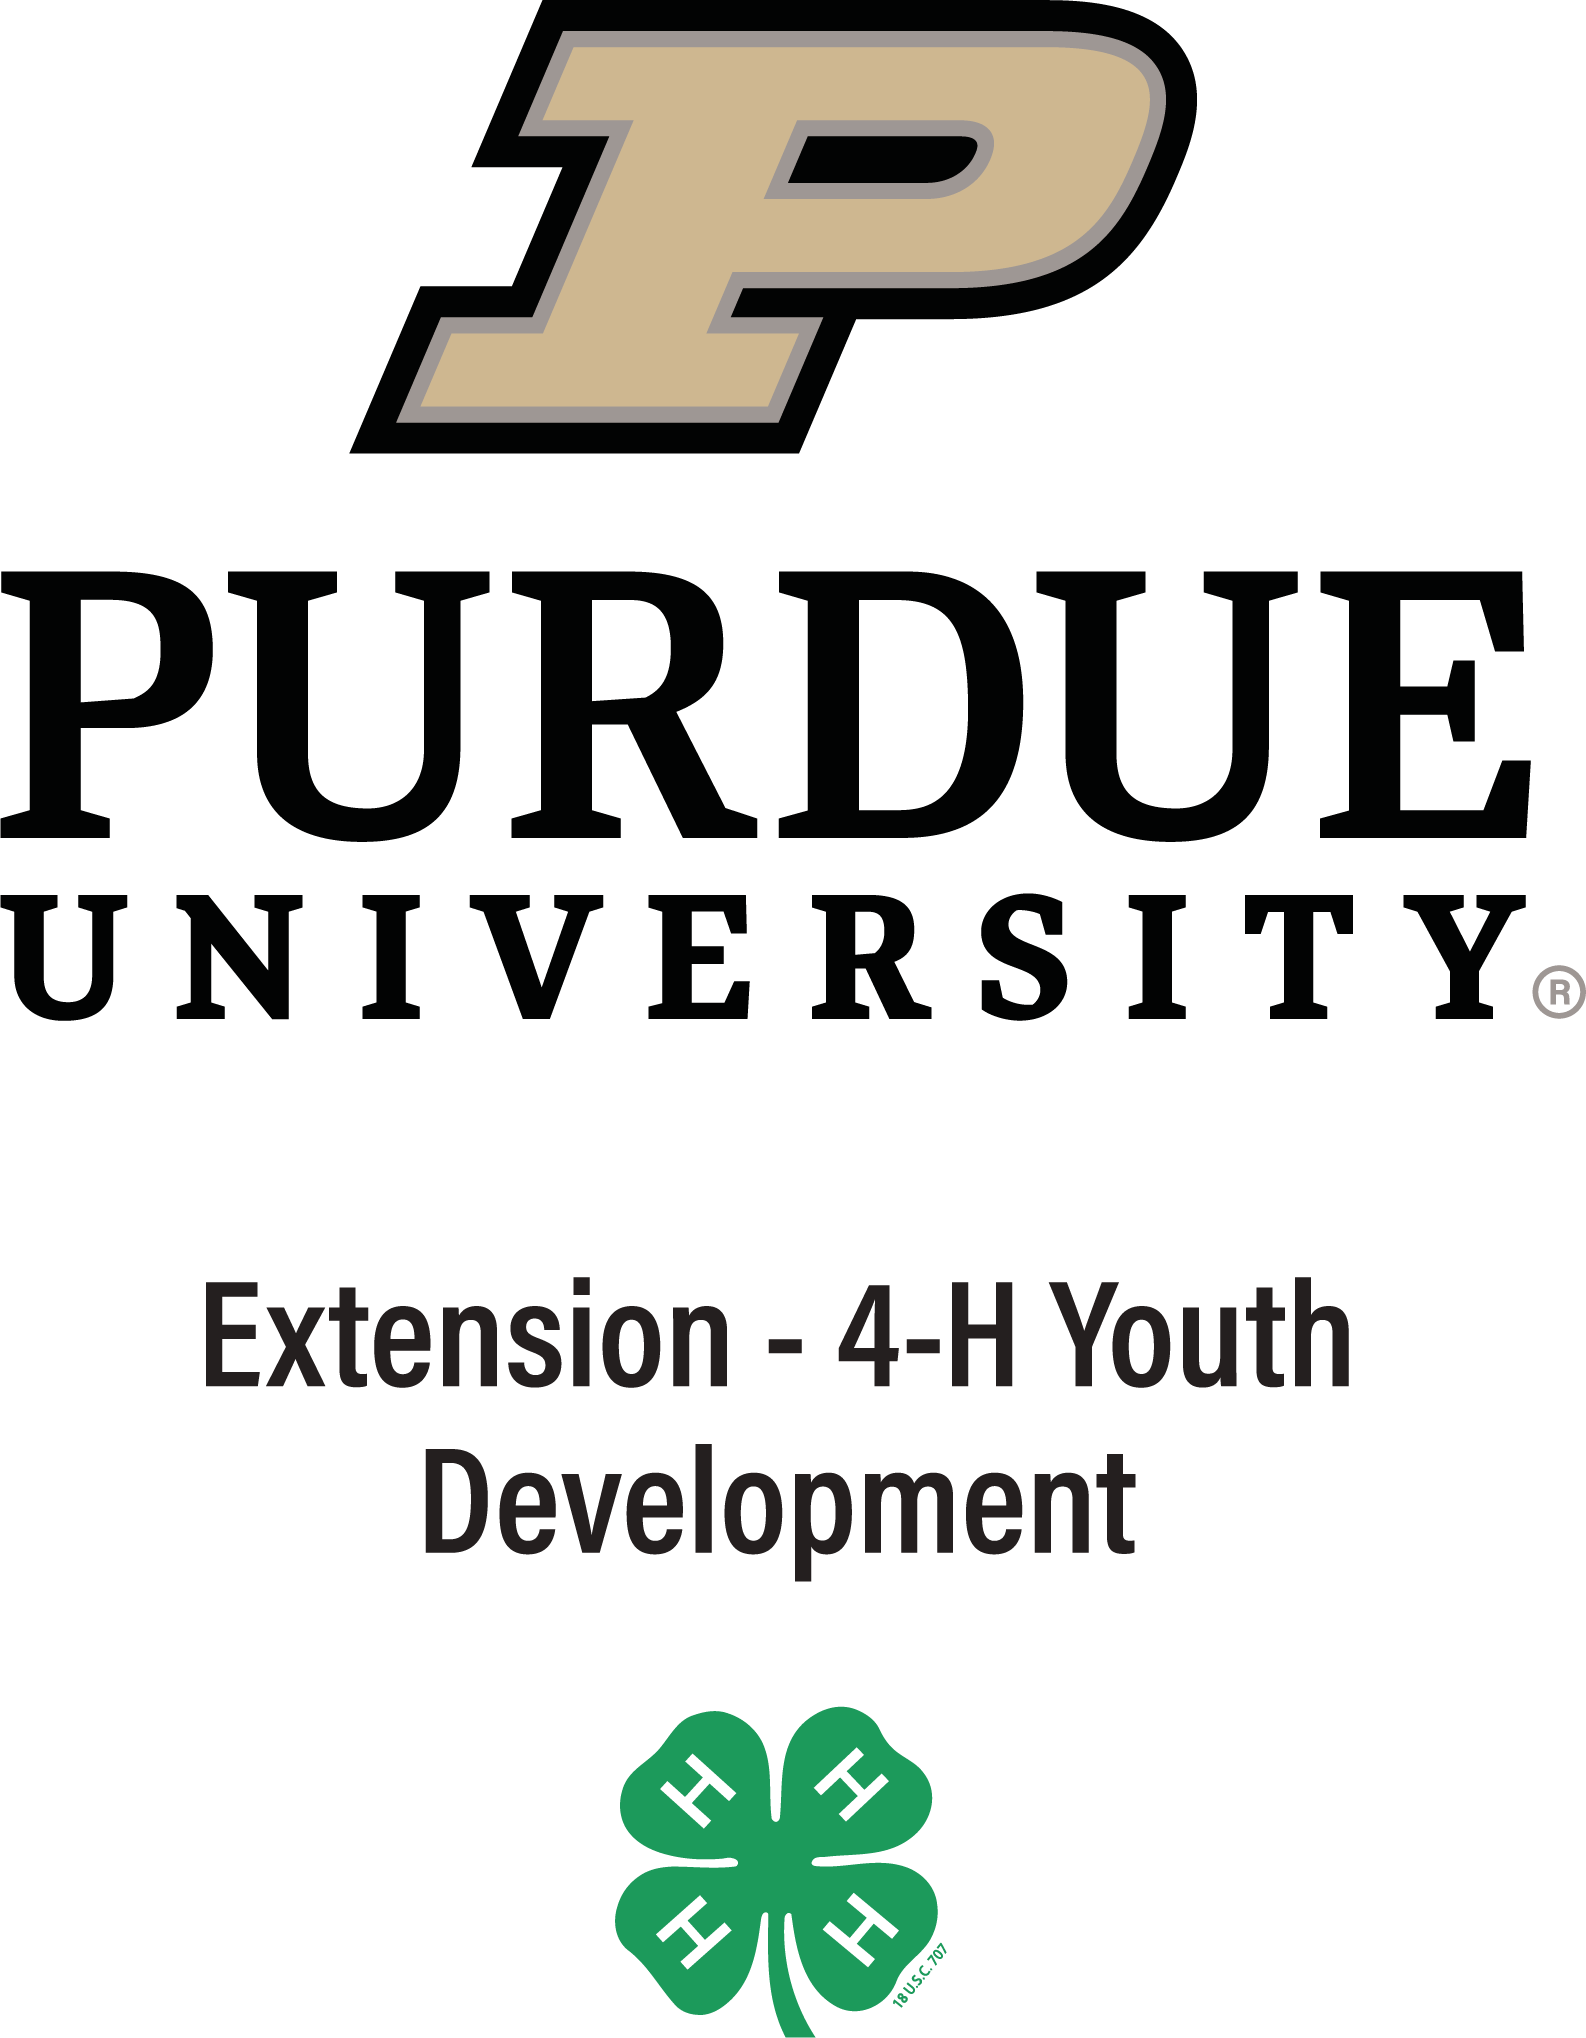 P
PURDUE
UNIVERSITY®
Extension - 4-H Youth
Development
H H
H H
18 U.S.C. 707